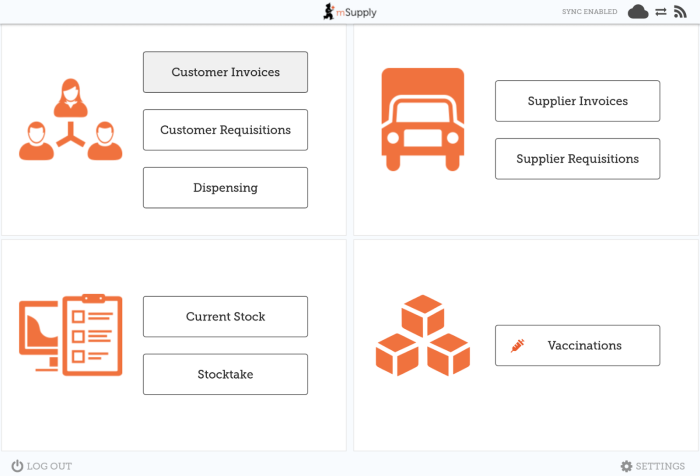 mSupply
SYNC ENABLED
Customer Invoices
Customer Requisitions
Dispensing
Supplier Invoices
Supplier Requisitions
Current Stock
Stocktake
Vaccinations
LOG OUT
SETTINGS